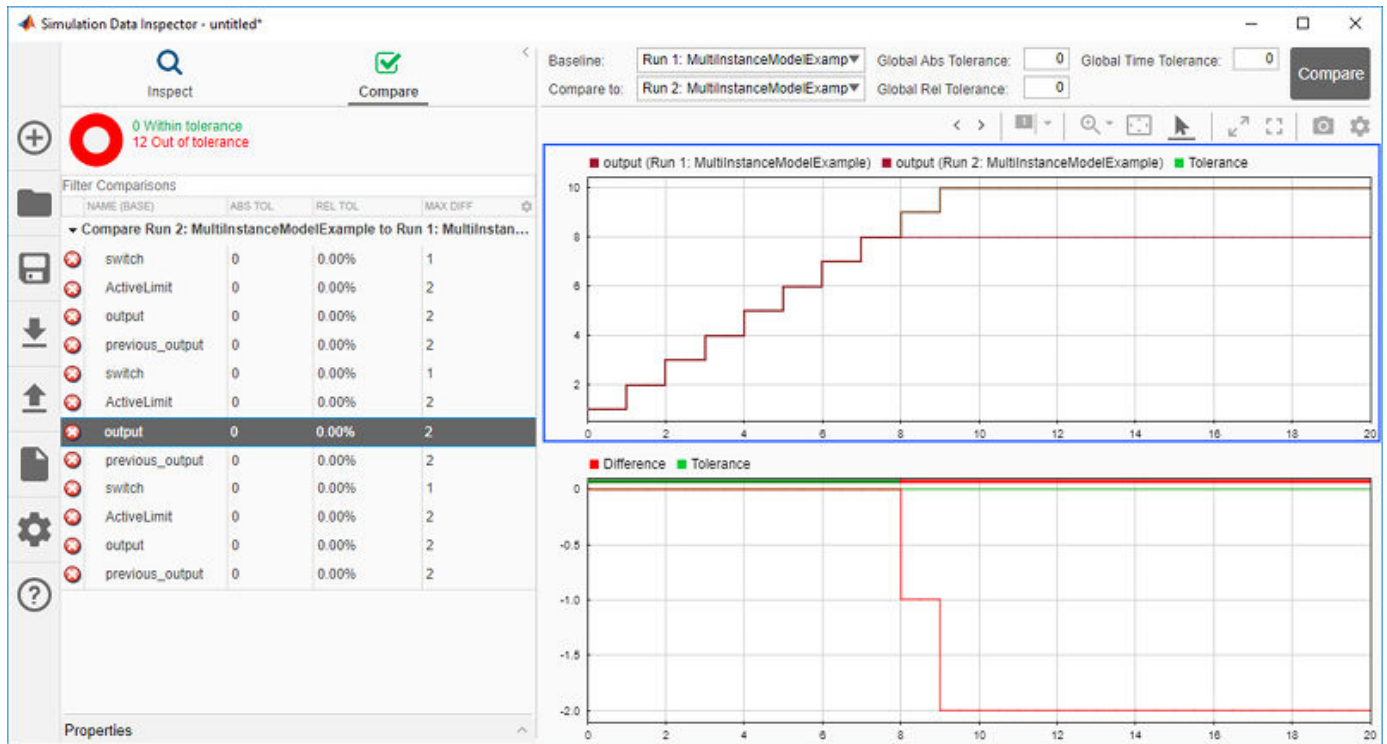 Simulation Data Inspector - untitled*
Inspect
Compare
0 Within tolerance
12 Out of tolerance
Filter Comparisons
NAME (BASE) ABS TOL REL TOL MAX DIFF
Compare Run 2: MultiInstanceModelExample to Run 1: MultiInstan...
switch 0 0.00% 1
ActiveLimit 0 0.00% 2
output 0 0.00% 2
previous_output 0 0.00% 2
switch 0 0.00% 1
ActiveLimit 0 0.00% 2
output 0 0.00% 2
previous_output 0 0.00% 2
switch 0 0.00% 1
ActiveLimit 0 0.00% 2
output 0 0.00% 2
previous_output 0 0.00% 2
Properties
Baseline: Run 1: MultiInstanceModelExamp Global Abs Tolerance: 0 Global Time Tolerance: 0
Compare to: Run 2: MultiInstanceModelExamp Global Rel Tolerance: 0
Compare
1
output (Run 1: MultiInstanceModelExample) output (Run 2: MultiInstanceModelExample) Tolerance
10
8
6
4
2
0 2 4 6 8 10 12 14 16 18 20
Difference Tolerance
0
-0.5
-1.0
-1.5
-2.0
0 2 4 6 8 10 12 14 16 18 20